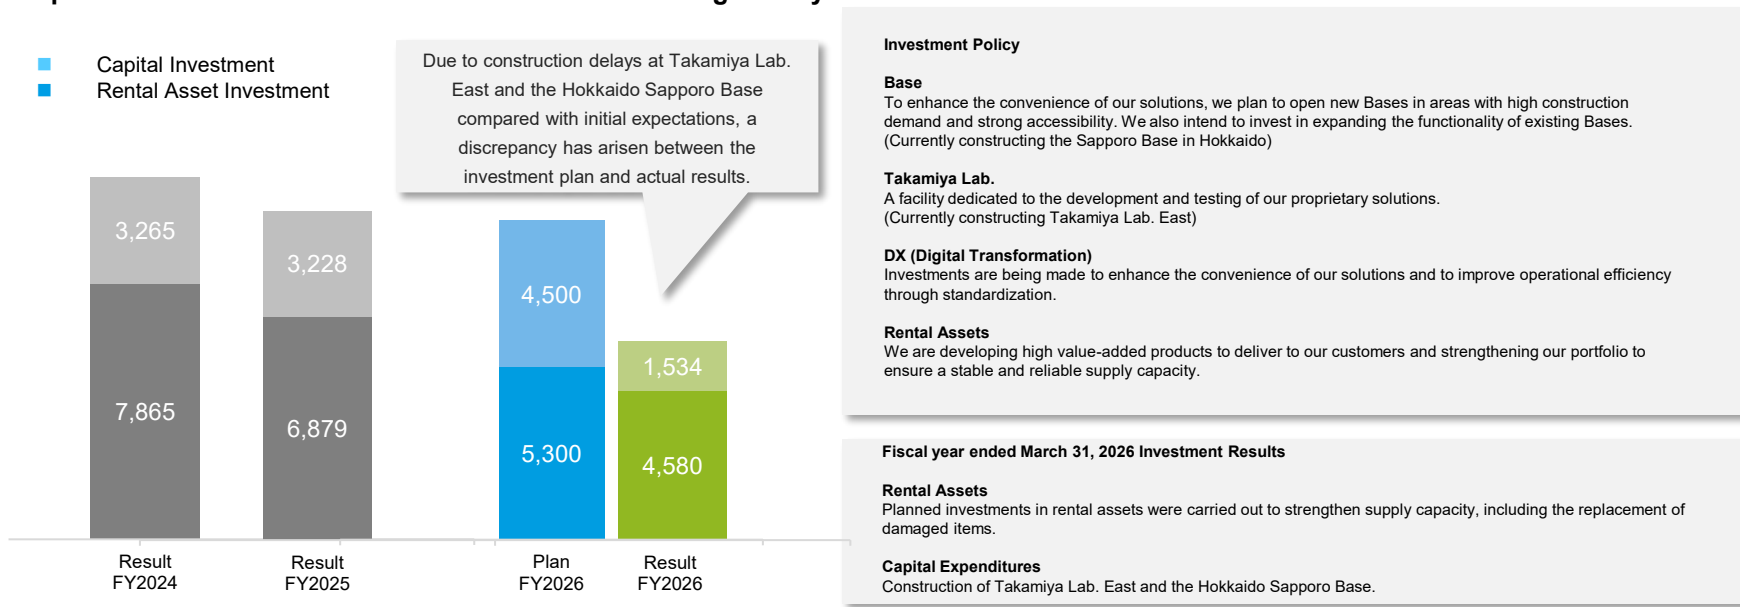 Capital Investment
Rental Asset Investment
Due to construction delays at Takamiya Lab.
East and the Hokkaido Sapporo Base
compared with initial expectations, a
discrepancy has arisen between the
investment plan and actual results.
3,265
7,865
3,228
6,879
4,500
5,300
1,534
4,580
Result
FY2024
Result
FY2025
Plan
FY2026
Result
FY2026
Investment Policy
Base
To enhance the convenience of our solutions, we plan to open new Bases in areas with high construction
demand and strong accessibility. We also intend to invest in expanding the functionality of existing Bases.
(Currently constructing the Sapporo Base in Hokkaido)
Takamiya Lab.
A facility dedicated to the development and testing of our proprietary solutions.
(Currently constructing Takamiya Lab. East)
DX (Digital Transformation)
Investments are being made to enhance the convenience of our solutions and to improve operational efficiency
through standardization.
Rental Assets
We are developing high value-added products to deliver to our customers and strengthening our portfolio to
ensure a stable and reliable supply capacity.
Fiscal year ended March 31, 2026 Investment Results
Rental Assets
Planned investments in rental assets were carried out to strengthen supply capacity, including the replacement of
damaged items.
Capital Expenditures
Construction of Takamiya Lab. East and the Hokkaido Sapporo Base.